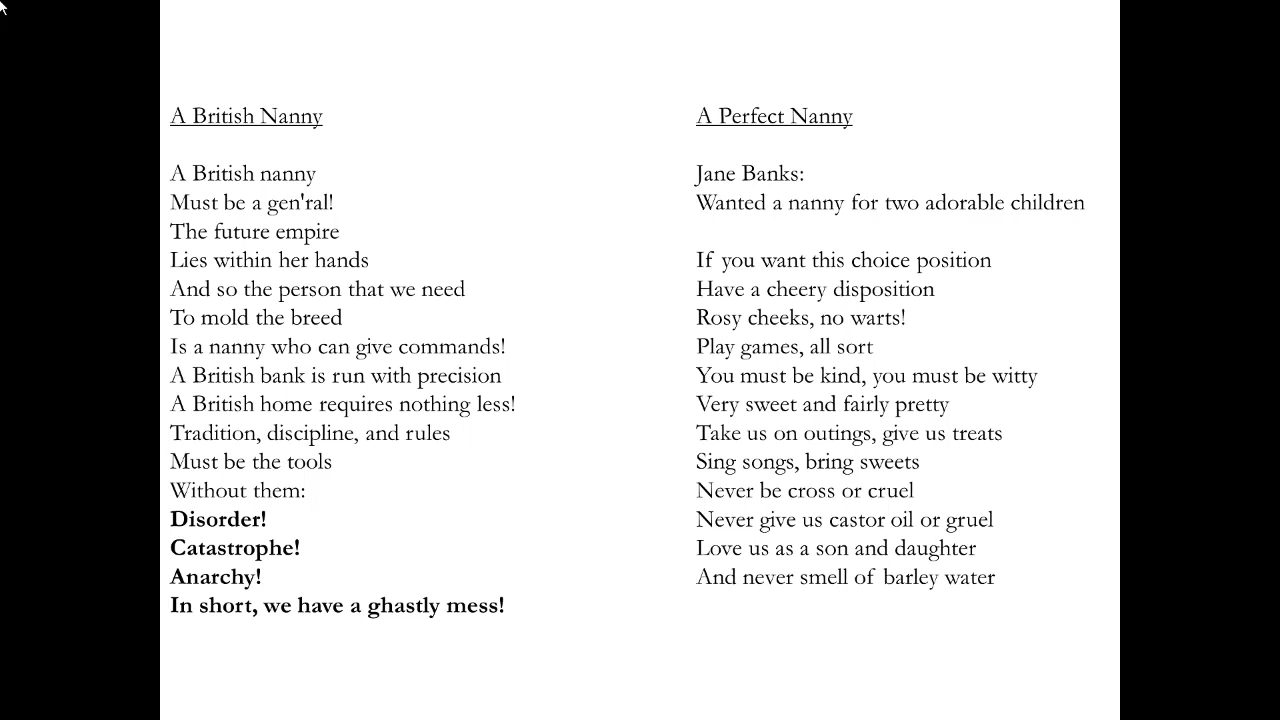 A British Nanny
A British nanny
Must be a gen'ral!
The future empire
Lies within her hands
And so the person that we need
To mold the breed
Is a nanny who can give commands!
A British bank is run with precision
A British home requires nothing less!
Tradition, discipline, and rules
Must be the tools
Without them:
Disorder!
Catastrophe!
Anarchy!
In short, we have a ghastly mess!
A Perfect Nanny
Jane Banks:
Wanted a nanny for two adorable children
If you want this choice position
Have a cheery disposition
Rosy cheeks, no warts!
Play games, all sort
You must be kind, you must be witty
Very sweet and fairly pretty
Take us on outings, give us treats
Sing songs, bring sweets
Never be cross or cruel
Never give us castor oil or gruel
Love us as a son and daughter
And never smell of barley water